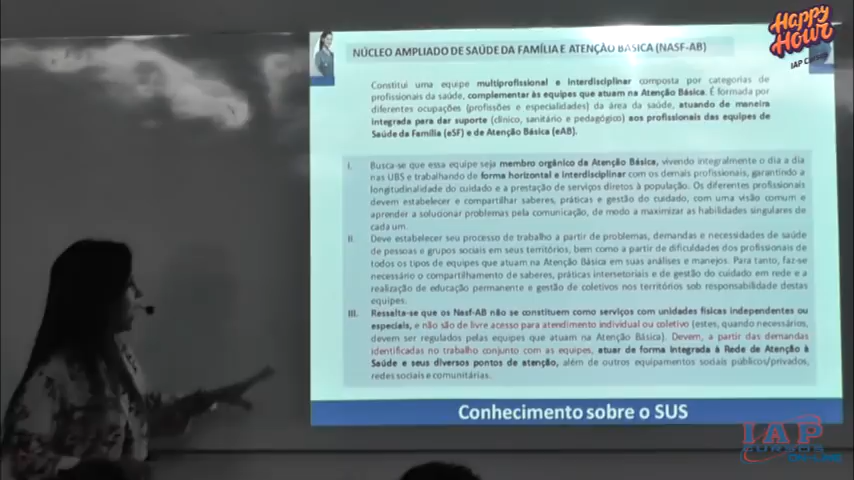 HAPPY
HOUR
IAP Cursos
NÚCLEO AMPLIADO DE SAÚDE DA FAMÍLIA E ATENÇÃO BÁSICA (NASF-AB)
Constitui uma equipe multiprofissional e interdisciplinar composta por categorias de
profissionais da saúde, complementar às equipes que atuam na Atenção Básica. É formada por
diferentes ocupações (profissões e especialidades) da área da saúde, atuando de maneira
integrada para dar suporte (clínico, sanitário e pedagógico) aos profissionais das equipes de
Saúde da Família (eSF) e de Atenção Básica (eAB).
I. Busca-se que essa equipe seja membro orgânico da Atenção Básica, vivendo integralmente o dia a dia
nas UBS e trabalhando de forma horizontal e interdisciplinar com os demais profissionais, garantindo a
longitudinalidade do cuidado e a prestação de serviços diretos à população. Os diferentes profissionais
devem estabelecer e compartilhar saberes, práticas e gestão do cuidado, com uma visão comum e
aprender a solucionar problemas pela comunicação, de modo a maximizar as habilidades singulares de
cada um.
II. Deve estabelecer seu processo de trabalho a partir de problemas, demandas e necessidades de saúde
de pessoas e grupos sociais em seus territórios, bem como a partir de dificuldades dos profissionais de
todos os tipos de equipes que atuam na Atenção Básica em suas análises e manejos. Para tanto, faz-se
necessário o compartilhamento de saberes, práticas intersetoriais e de gestão do cuidado em rede e a
realização de educação permanente e gestão de coletivos nos territórios sob responsabilidade destas
equipes.
III. Ressalta-se que os Nasf-AB não se constituem como serviços com unidades físicas independentes ou
especiais, e não são de livre acesso para atendimento individual ou coletivo (estes, quando necessários,
devem ser regulados pelas equipes que atuam na Atenção Básica). Devem, a partir das demandas
identificadas no trabalho conjunto com as equipes, atuar de forma integrada à Rede de Atenção à
Saúde e seus diversos pontos de atenção, além de outros equipamentos sociais públicos/privados,
redes sociais e comunitárias.
Conhecimento sobre o SUS
IAP
CURSOS
ON-LINE